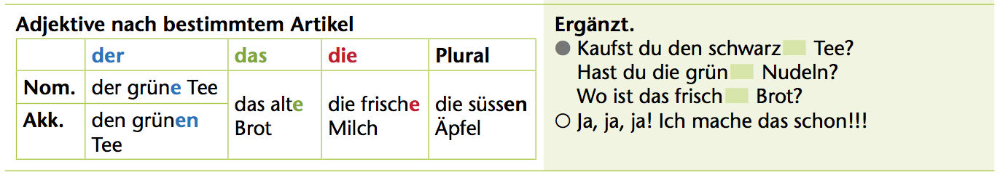 Adjektive nach bestimmtem Artikel
der das die Plural
Nom. der grüne Tee
das alte Brot
die frische Milch
die süssen Äpfel
Akk. den grünen Tee
Ergänzt.
Kaufst du den schwarz Tee?
Hast du die grün Nudeln?
Wo ist das frisch Brot?
Ja, ja, ja! Ich mache das schon!!!